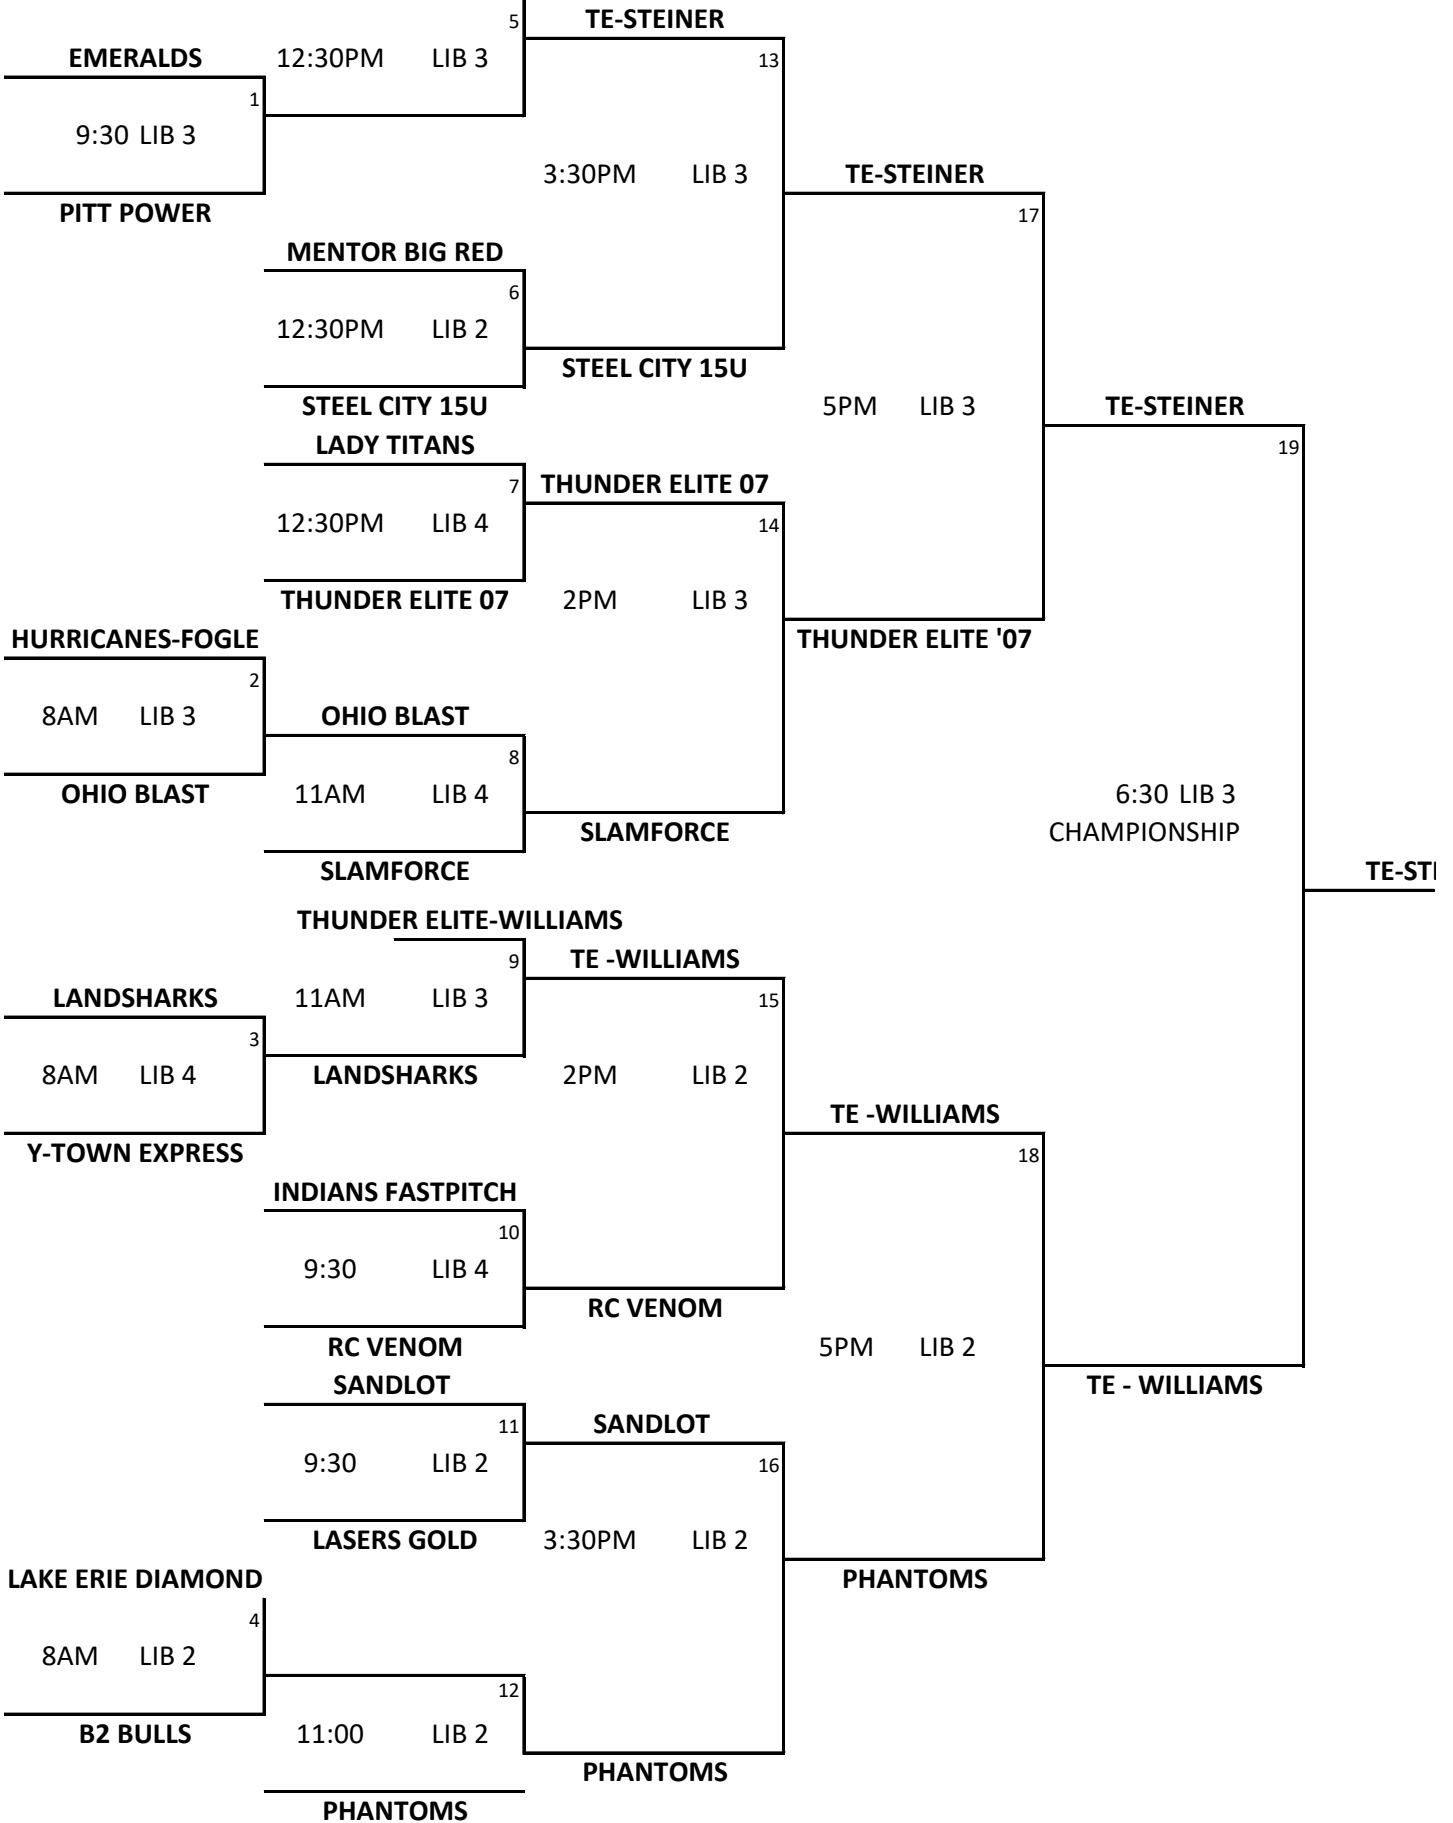 5 TE-STEINER
EMERALDS 12:30PM LIB 3 13
1
9:30 LIB 3
3:30PM LIB 3 TE-STEINER
PITT POWER 17
MENTOR BIG RED
6
12:30PM LIB 2
STEEL CITY 15U
STEEL CITY 15U 5PM LIB 3 TE-STEINER
LADY TITANS 19
7 THUNDER ELITE 07
12:30PM LIB 4 14
THUNDER ELITE 07 2PM LIB 3
HURRICANES-FOGLE THUNDER ELITE '07
2
8AM LIB 3 OHIO BLAST
8
OHIO BLAST 11AM LIB 4 6:30 LIB 3
SLAMFORCE CHAMPIONSHIP
SLAMFORCE TE-STE
THUNDER ELITE-WILLIAMS
9 TE -WILLIAMS
LANDSHARKS 11AM LIB 3 15
3
8AM LIB 4 LANDSHARKS 2PM LIB 2
TE -WILLIAMS
Y-TOWN EXPRESS 18
INDIANS FASTPITCH
10
9:30 LIB 4
RC VENOM
RC VENOM 5PM LIB 2
SANDLOT TE - WILLIAMS
11 SANDLOT
9:30 LIB 2 16
LASERS GOLD 3:30PM LIB 2
LAKE ERIE DIAMOND PHANTOMS
4
8AM LIB 2
12
B2 BULLS 11:00 LIB 2
PHANTOMS
PHANTOMS